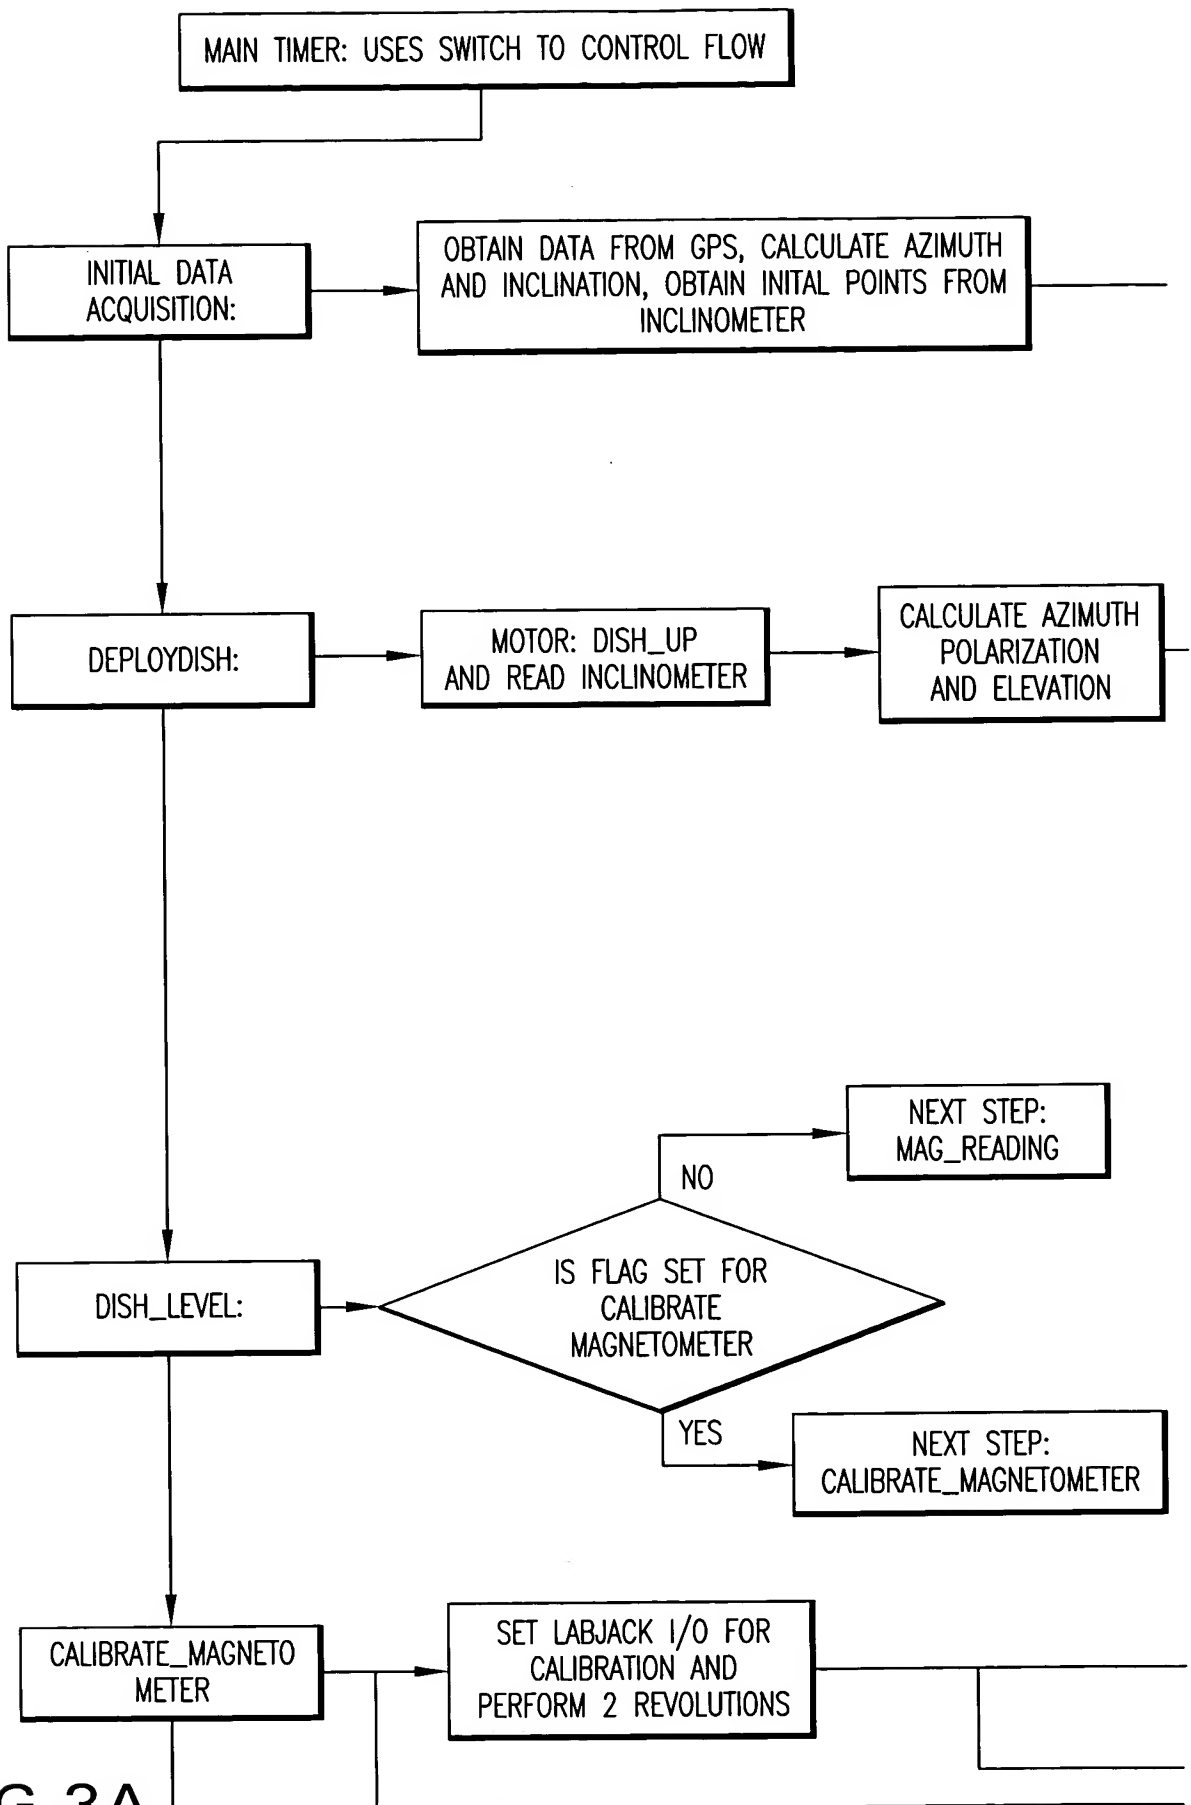 MAIN TIMER: USES SWITCH TO CONTROL FLOW
INITIAL DATA
ACQUISITION:
OBTAIN DATA FROM GPS, CALCULATE AZIMUTH
AND INCLINATION, OBTAIN INITAL POINTS FROM
INCLINOMETER
DEPLOYDISH:
MOTOR: DISH_UP
AND READ INCLINOMETER
CALCULATE AZIMUTH
POLARIZATION
AND ELEVATION
NEXT STEP:
MAG_READING
NO
DISH_LEVEL:
IS FLAG SET FOR
CALIBRATE
MAGNETOMETER
YES
NEXT STEP:
CALIBRATE_MAGNETOMETER
CALIBRATE_MAGNETO
METER
SET LABJACK I/O FOR
CALIBRATION AND
PERFORM 2 REVOLUTIONS
G.3A